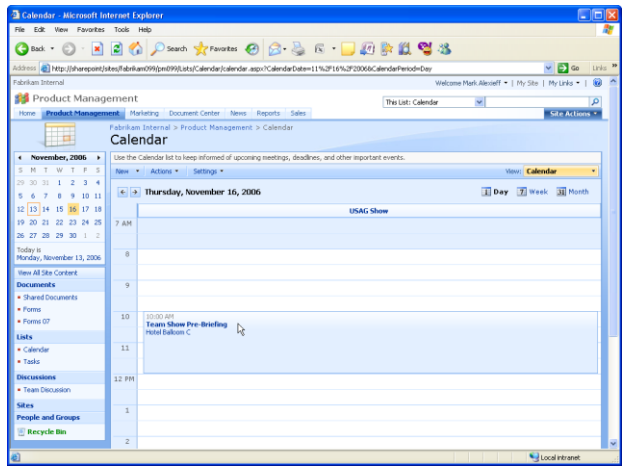 Calendar - Microsoft Internet Explorer
File Edit View Favorites Tools Help
Back Search Favorites
Address http://sharepoint/sites/fabrikam099/pm099/Lists/Calendar/calendar.aspx?CalendarDate=11%2F16%2F2006&CalendarPeriod=Day Go Links »
Fabrikam Internal Welcome Mark Alexieff | My Site | My Links |
Product Management This List: Calendar
Home Product Management Marketing Document Center News Reports Sales Site Actions
Fabrikam Internal > Product Management > Calendar
Calendar
November, 2006
S M T W T F S
29 30 31 1 2 3 4
5 6 7 8 9 10 11
12 13 14 15 16 17 18
19 20 21 22 23 24 25
26 27 28 29 30 1 2
Today is
Monday, November 13, 2006
View All Site Content
Documents
Shared Documents
Forms
Forms 07
Lists
Calendar
Tasks
Discussions
Team Discussion
Sites
People and Groups
Recycle Bin
Use the Calendar list to keep informed of upcoming meetings, deadlines, and other important events.
New Actions Settings View: Calendar
Thursday, November 16, 2006 1 Day 7 Week 31 Month
USAG Show
7 AM
8
9
10 10:00 AM
Team Show Pre-Briefing
Hotel Ballroom C
11
12 PM
1
2
Local intranet